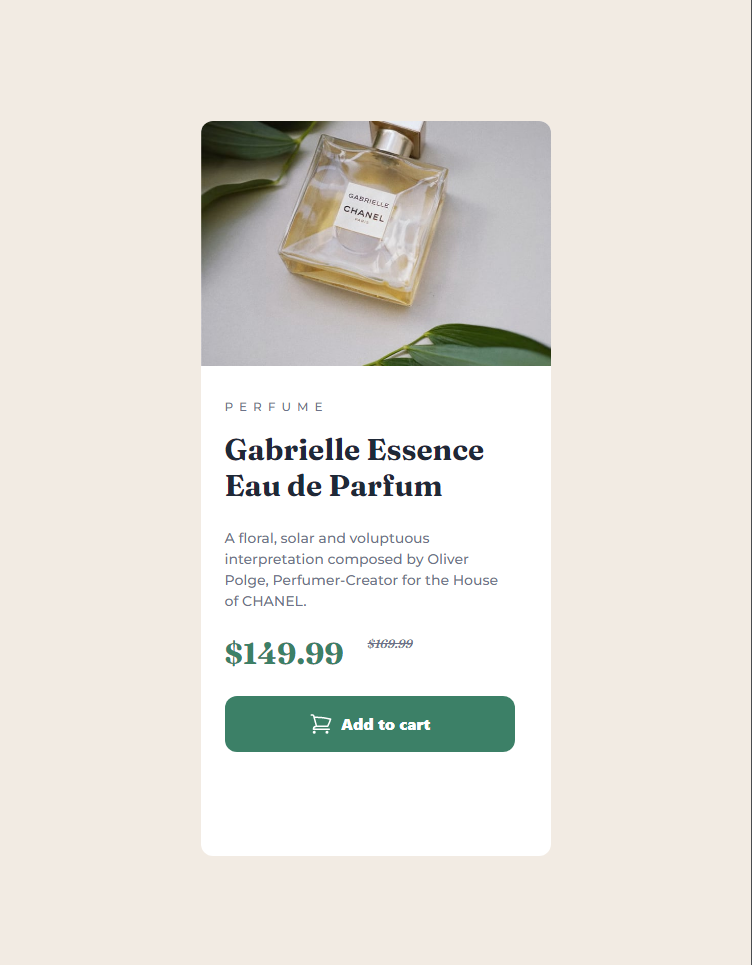 GABRIELLE
CHANEL
PARIS
PERFUME
Gabrielle Essence
Eau de Parfum
A floral, solar and voluptuous
interpretation composed by Oliver
Polge, Perfumer-Creator for the House
of CHANEL.
$149.99 $169.99
Add to cart